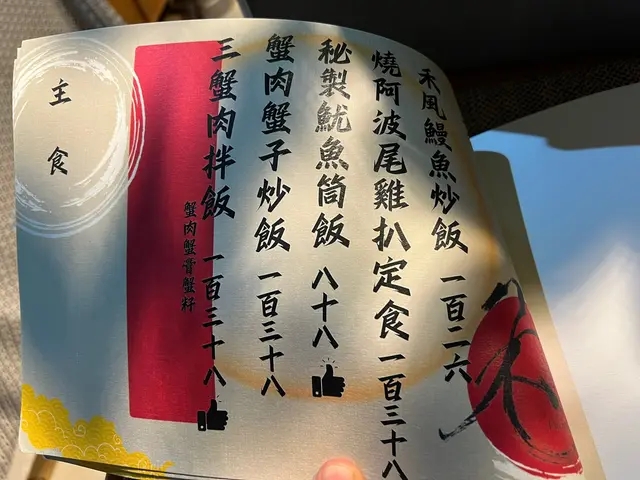 禾風鰻魚炒飯 一百二六
燒阿波尾雞扒定食 一百三十八
秘製魷魚筒飯 八十八
蟹肉蟹子炒飯 一百三十八
三蟹肉拌飯 一百三十八
蟹肉蟹膏蟹籽
主食